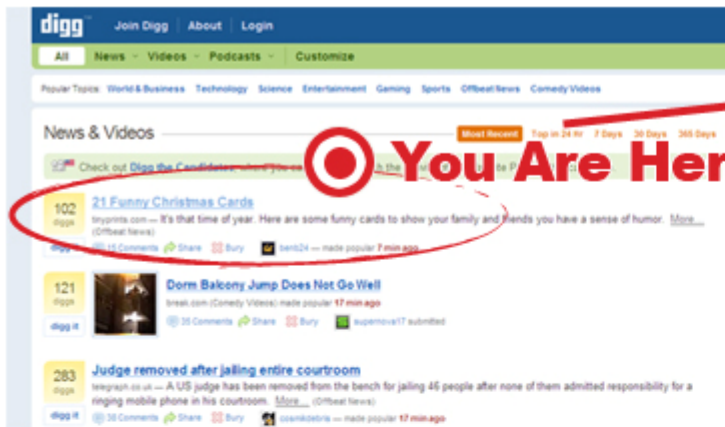 digg Join Digg About Login
All News Videos Podcasts Customize
Popular Topics: World & Business Technology Science Entertainment Gaming Sports Offbeat News Comedy Videos
News & Videos Most Recent Top in 24 Hr 7 Days 30 Days 365 Days
You Are Her
Check out Digg the Candidates, where you ca
102 diggs 21 Funny Christmas Cards
tinyprints.com — It's that time of year. Here are some funny cards to show your family and friends you have a sense of humor. More...
(Offbeat News)
digg it 15 Comments Share Bury benb24 — made popular 7 min ago
121 diggs Dorm Balcony Jump Does Not Go Well
break.com (Comedy Videos) made popular 17 min ago
digg it 35 Comments Share Bury supernova17 submitted
283 diggs Judge removed after jailing entire courtroom
telegraph.co.uk — A US judge has been removed from the bench for jailing 46 people after none of them admitted responsibility for a
ringing mobile phone in his courtroom. More... (Offbeat News)
digg it 38 Comments Share Bury cosmikdebris — made popular 17 min ago